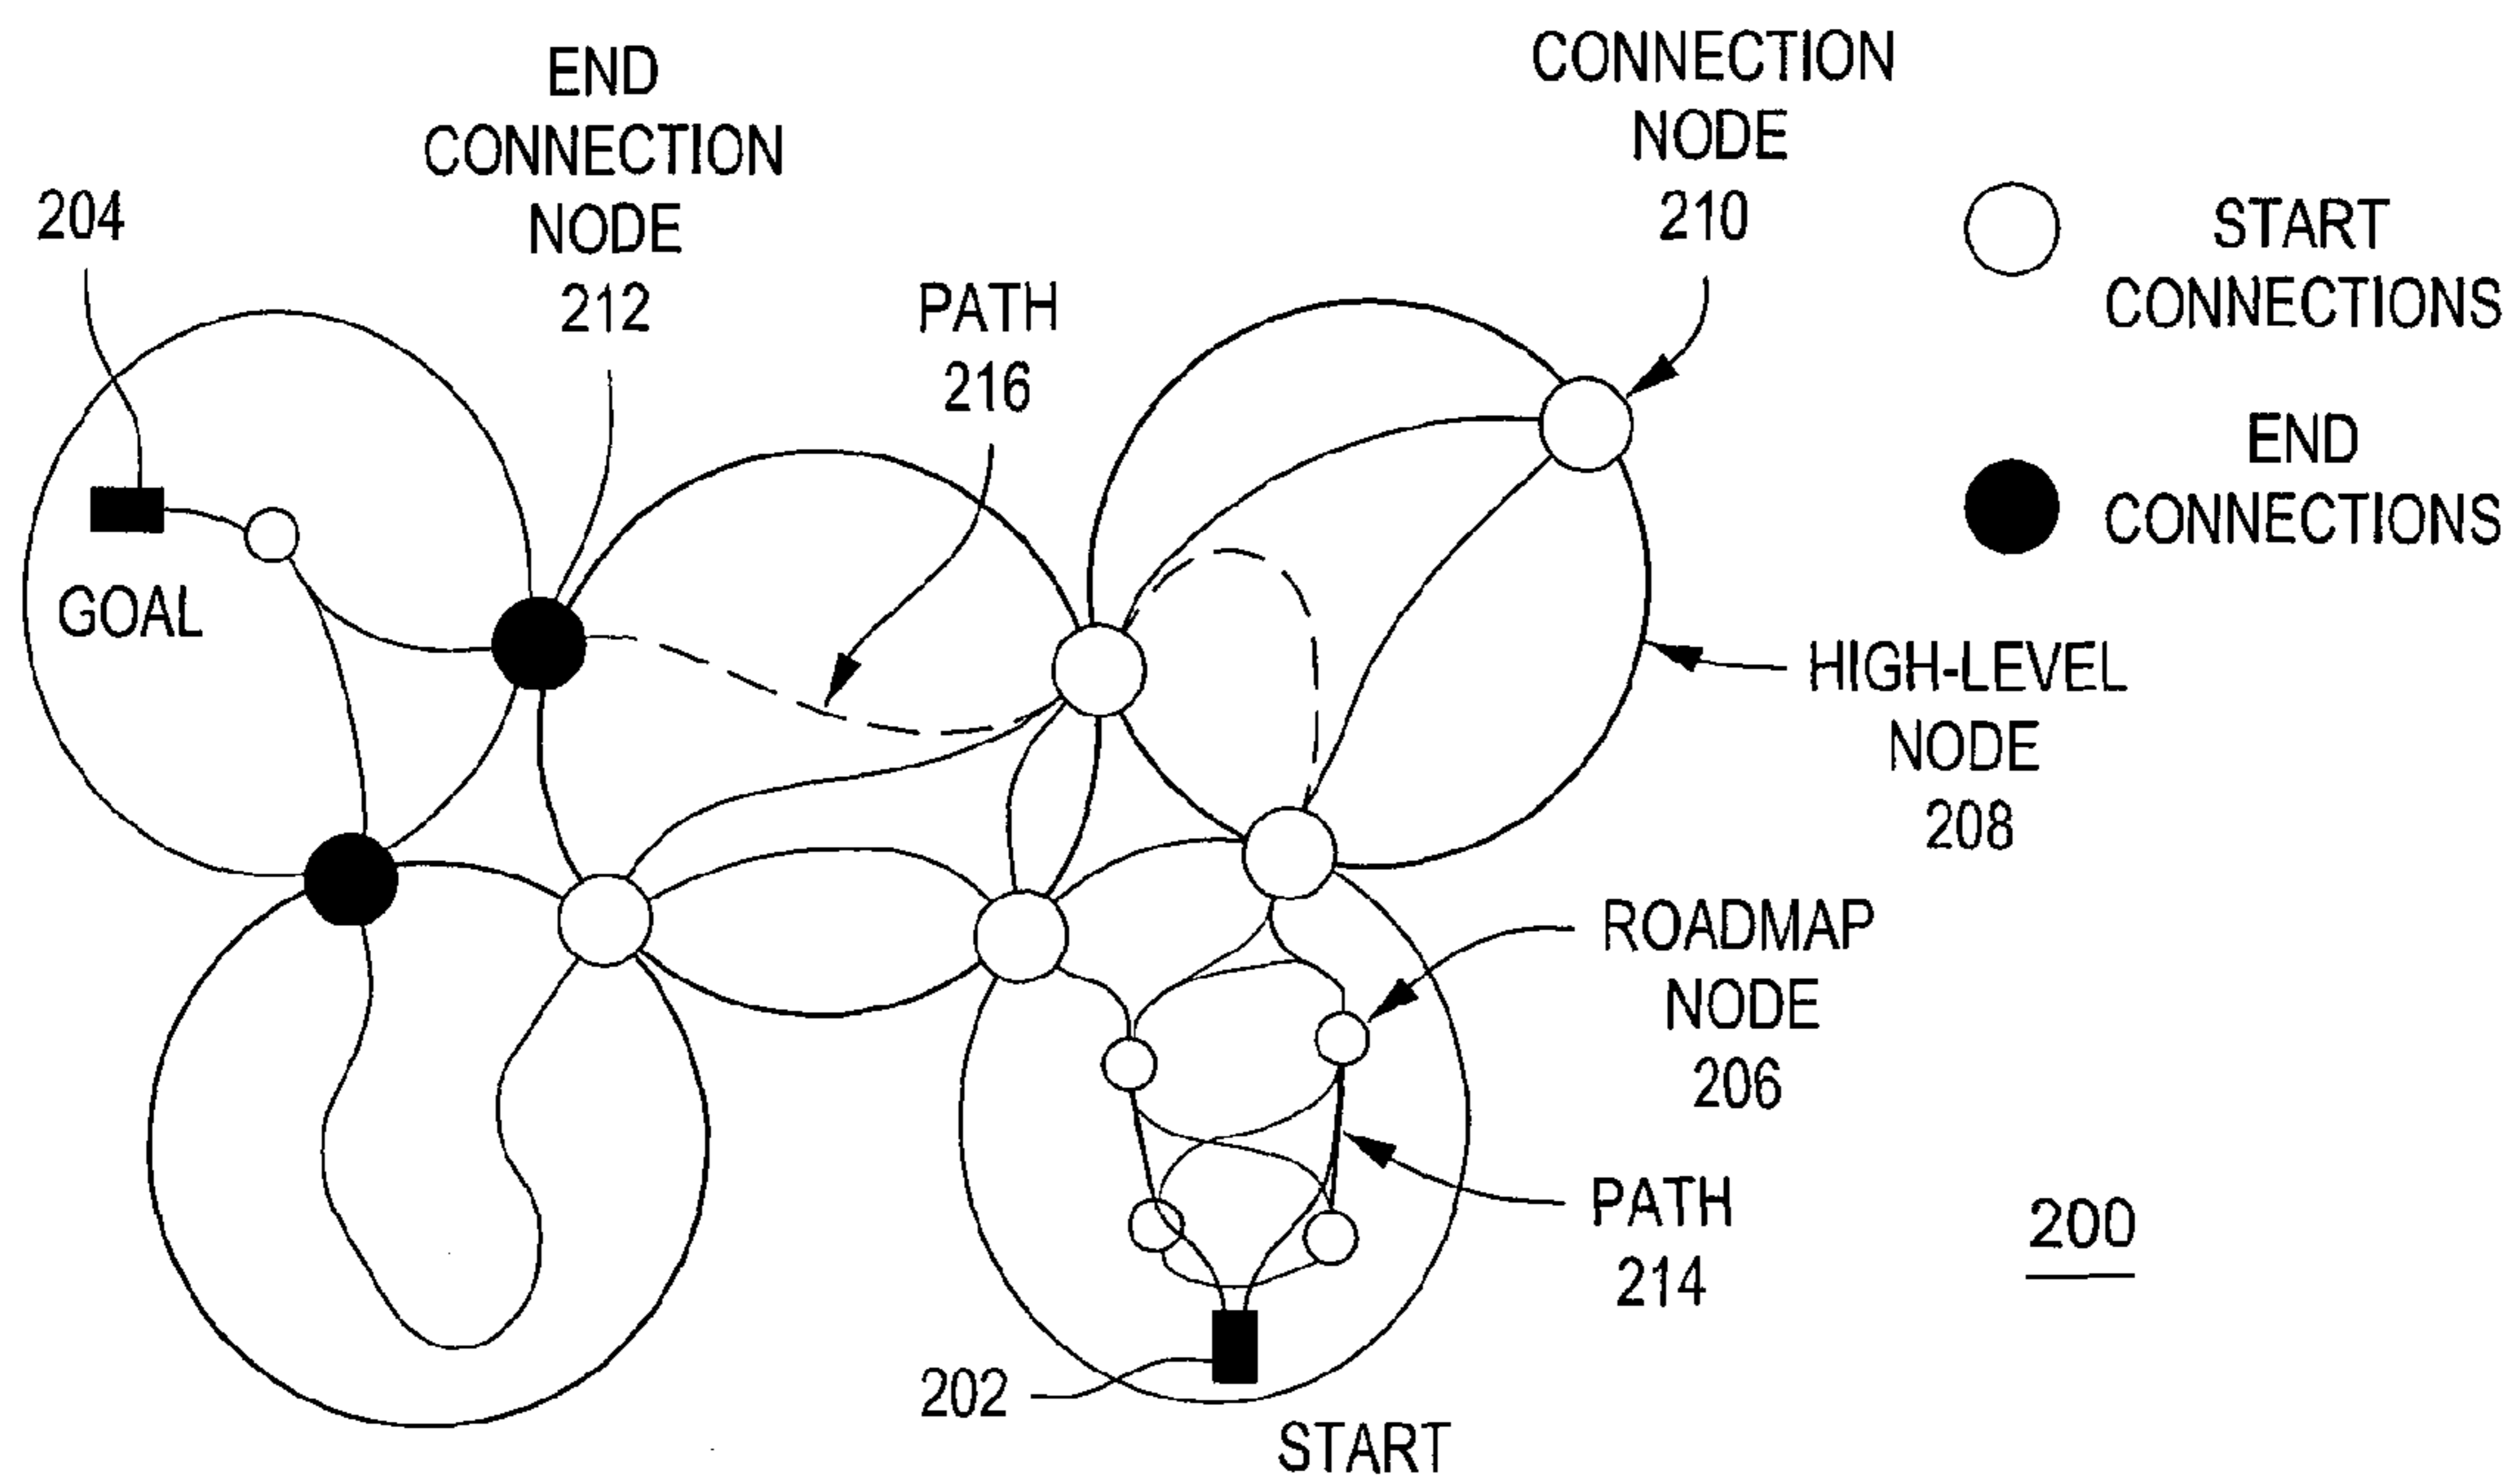 END
CONNECTION
NODE
212
CONNECTION
NODE
210
204
PATH
216
START
CONNECTIONS
END
CONNECTIONS
GOAL
HIGH-LEVEL
NODE
208
ROADMAP
NODE
206
PATH
214
200
202
START